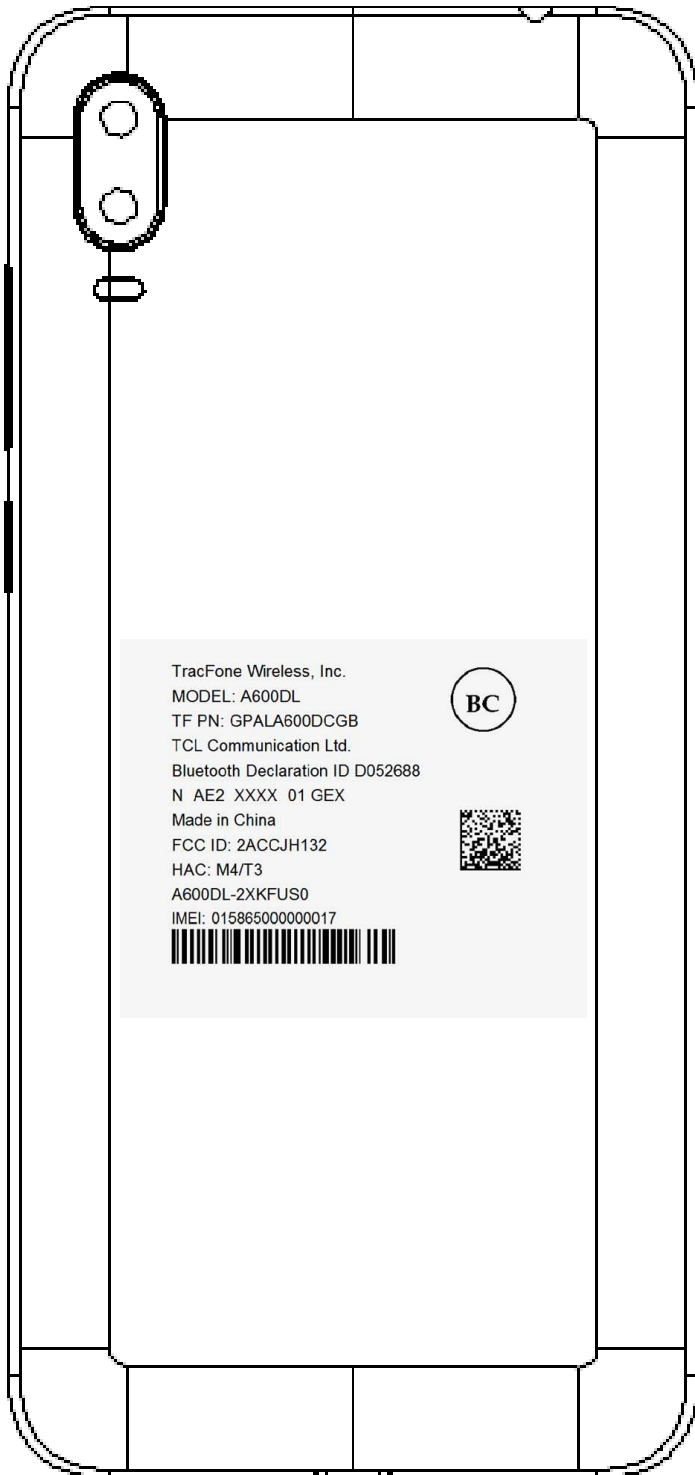 TracFone Wireless, Inc.
MODEL: A600DL
BC
TF PN: GPALA600DCGB
TCL Communication Ltd.
Bluetooth Declaration ID D052688
N AE2 XXXX 01 GEX
Made in China
FCC ID: 2ACCJH132
HAC: M4/T3
A600DL-2XKFUS0
IMEI: 015865000000017